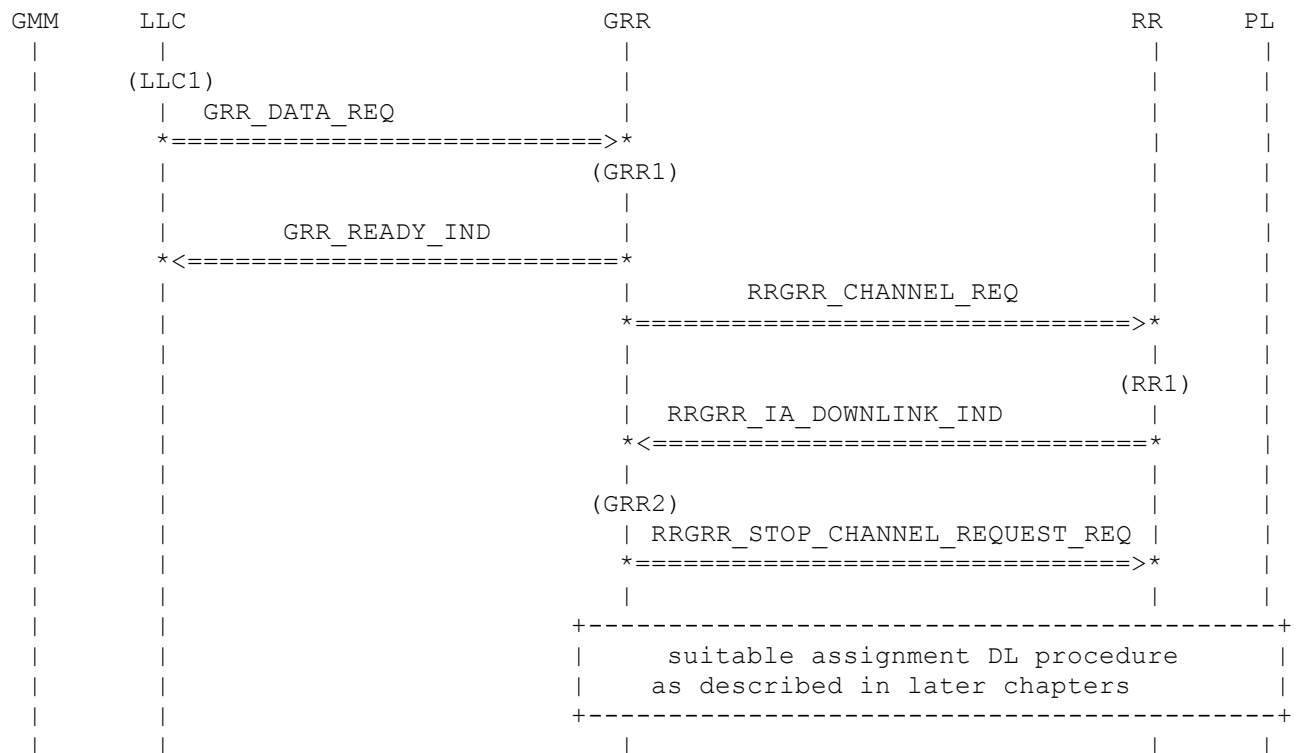 GMM LLC GRR RR PL
(LLC1)
GRR_DATA_REQ
(GRR1)
GRR_READY_IND
RRGRR_CHANNEL_REQ
(RR1)
RRGRR_IA_DOWNLINK_IND
(GRR2)
RRGRR_STOP_CHANNEL_REQUEST_REQ
suitable assignment DL procedure
as described in later chapters